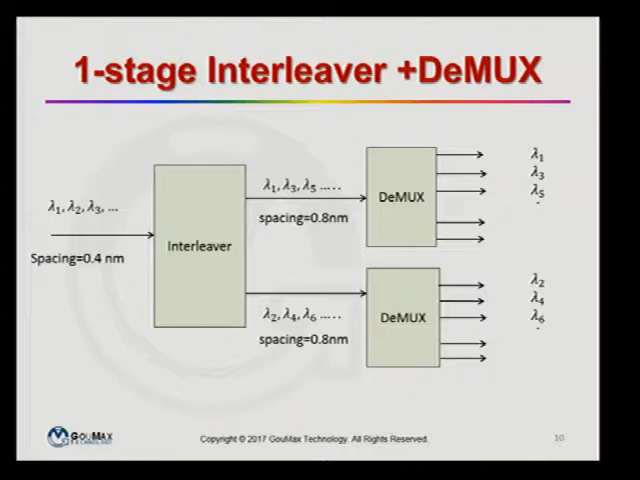 1-stage Interleaver +DeMUX
λ1, λ2, λ3, ...
Spacing=0.4 nm
Interleaver
λ1, λ3, λ5 .....
spacing=0.8nm
DeMUX
λ1
λ3
λ5
.
λ2, λ4, λ6 .....
spacing=0.8nm
DeMUX
λ2
λ4
λ6
.
GOUMAX
TECHNOLOGY
Copyright © 2017 GouMax Technology. All Rights Reserved.
10